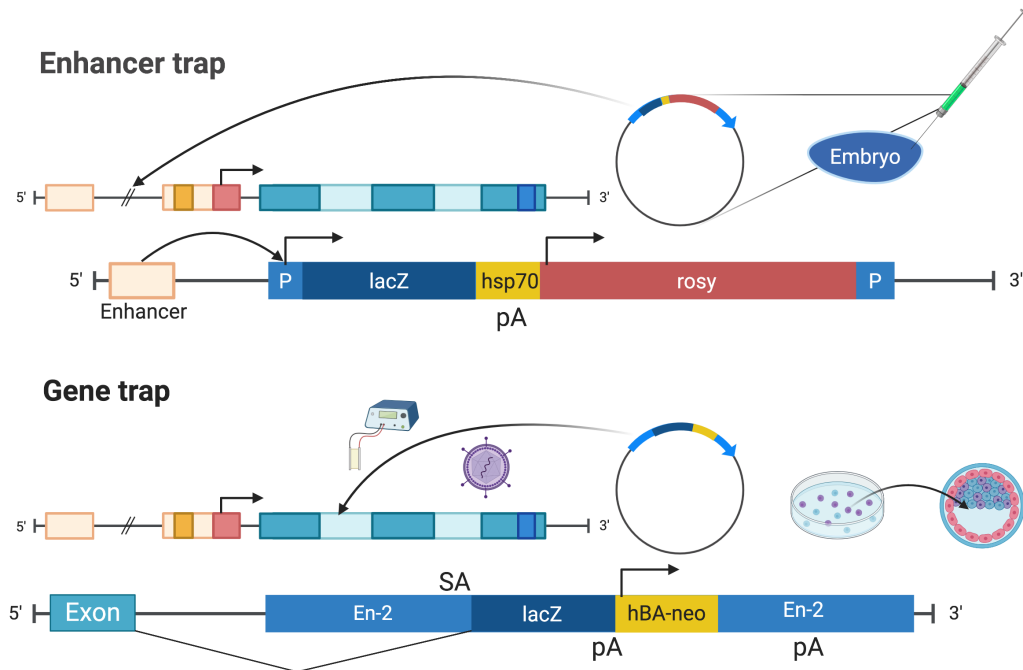 Enhancer trap
Embryo
5' 3'
5' P lacZ hsp70 rosy P 3'
Enhancer
pA
Gene trap
5' 3'
SA
5' Exon En-2 lacZ hBA-neo En-2 3'
pA pA